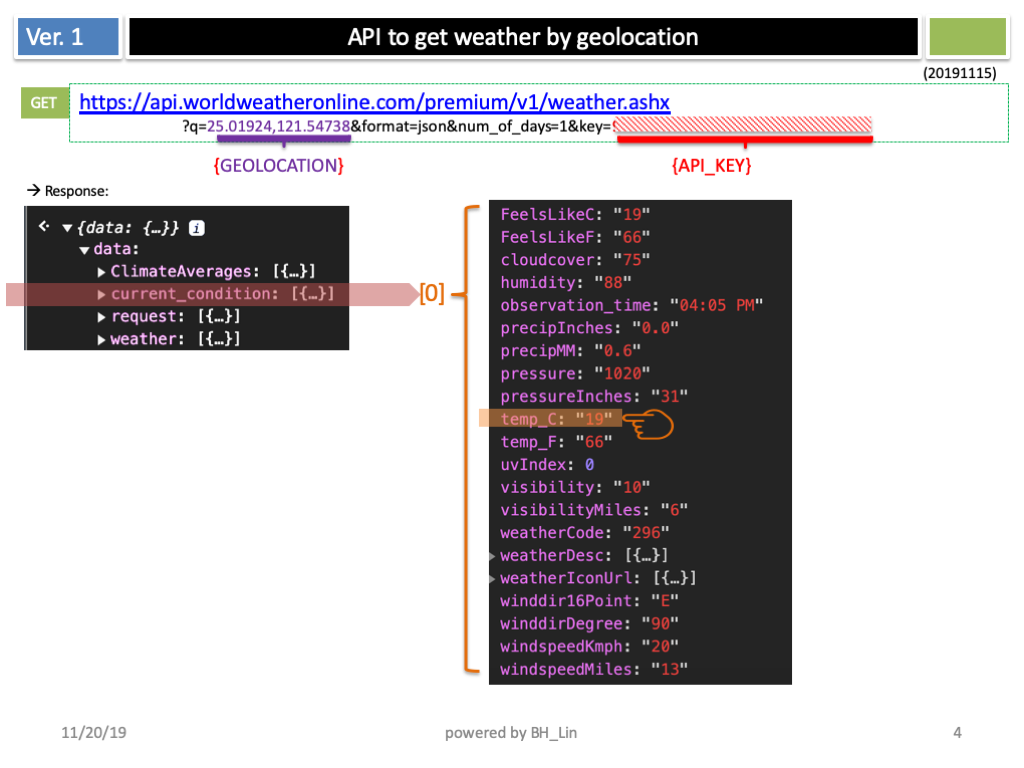 Ver. 1
API to get weather by geolocation
(20191115)
GET
https://api.worldweatheronline.com/premium/v1/weather.ashx
?q=25.01924,121.54738&format=json&num_of_days=1&key=
{GEOLOCATION}
{API_KEY}
→ Response:
▼{data: {…}} i
▼data:
▶ClimateAverages: [{…}]
▶current_condition: [{…}]
▶request: [{…}]
▶weather: [{…}]
[0]
FeelsLikeC: "19"
FeelsLikeF: "66"
cloudcover: "75"
humidity: "88"
observation_time: "04:05 PM"
precipInches: "0.0"
precipMM: "0.6"
pressure: "1020"
pressureInches: "31"
temp_C: "19"
temp_F: "66"
uvIndex: 0
visibility: "10"
visibilityMiles: "6"
weatherCode: "296"
▶weatherDesc: [{…}]
▶weatherIconUrl: [{…}]
winddir16Point: "E"
winddirDegree: "90"
windspeedKmph: "20"
windspeedMiles: "13"
11/20/19
powered by BH_Lin
4